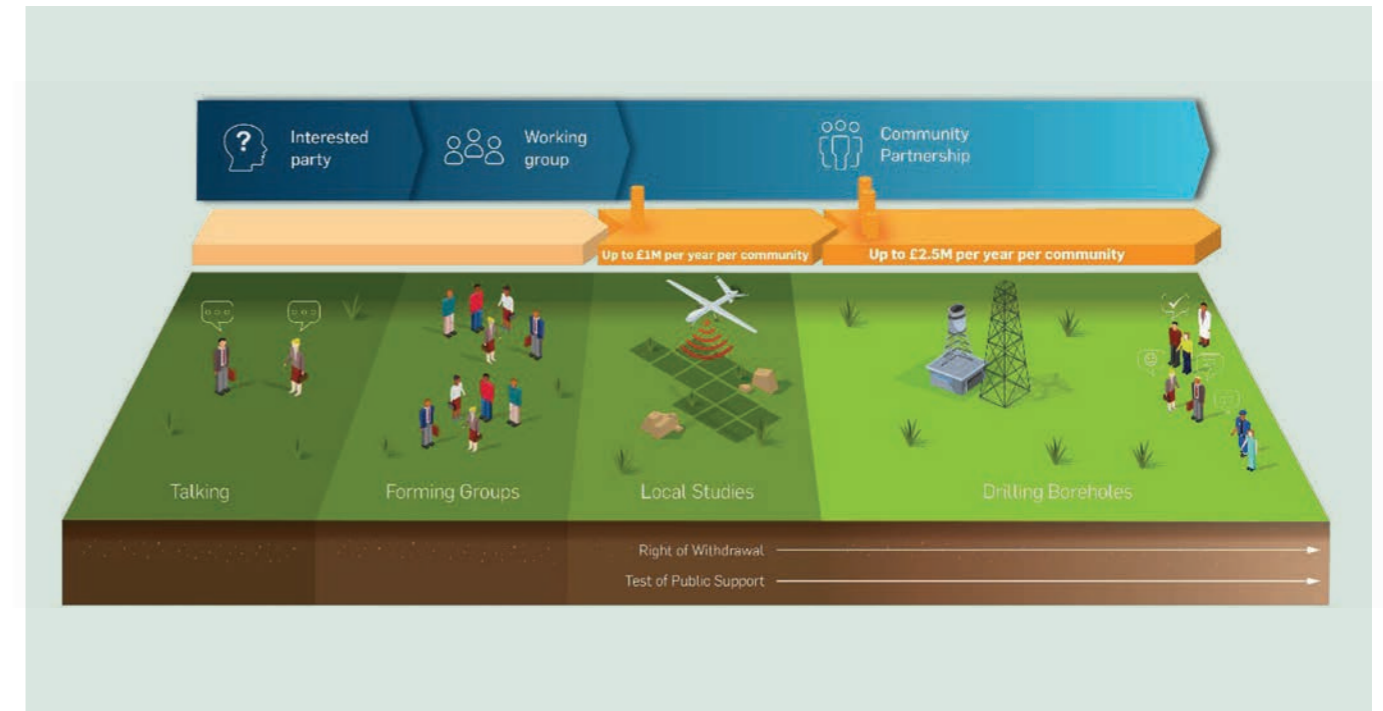 ?
Interested
party
Working
group
Community
Partnership
Up to £1M per year per community
Up to £2.5M per year per community
Talking
Forming Groups
Local Studies
Drilling Boreholes
Right of Withdrawal
Test of Public Support